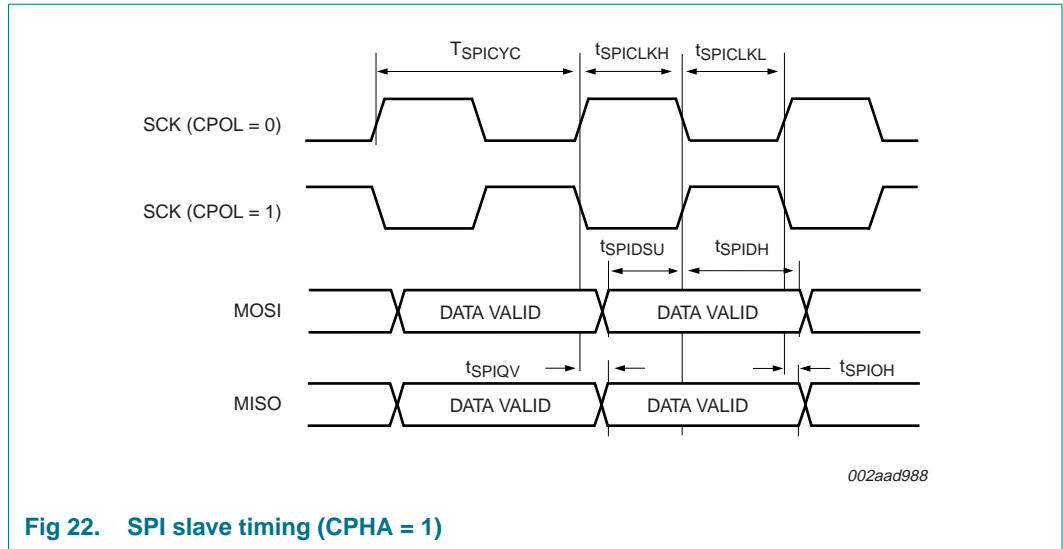 TSPICYC tSPICLKH tSPICLKL
SCK (CPOL = 0)
SCK (CPOL = 1)
tSPIDSU tSPIDH
MOSI DATA VALID DATA VALID
tSPIQV tSPIOH
MISO DATA VALID DATA VALID
002aad988
Fig 22. SPI slave timing (CPHA = 1)